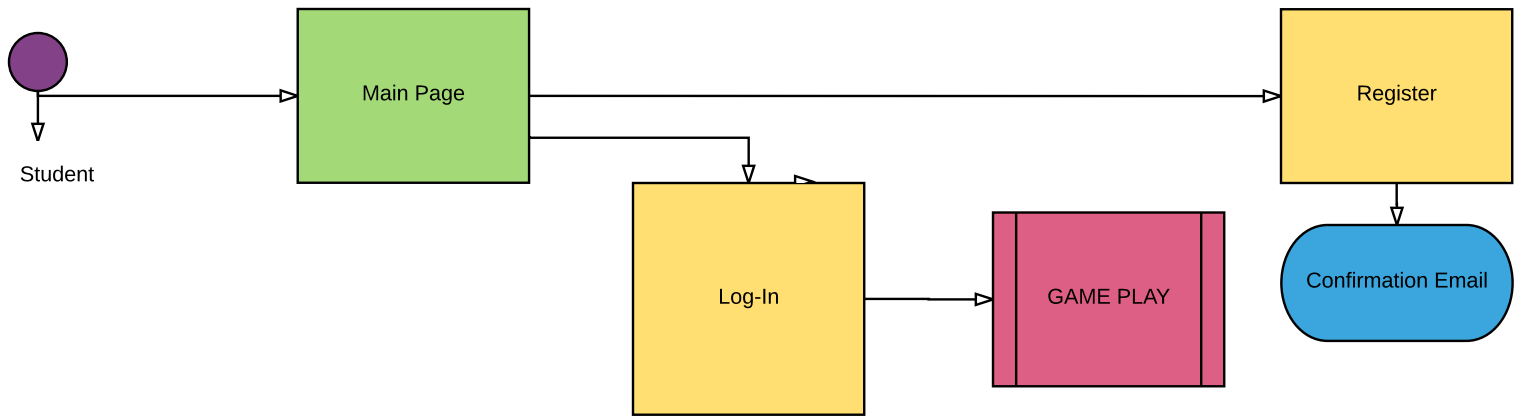 Main Page
Register
Student
Log-In
GAME PLAY
Confirmation Email